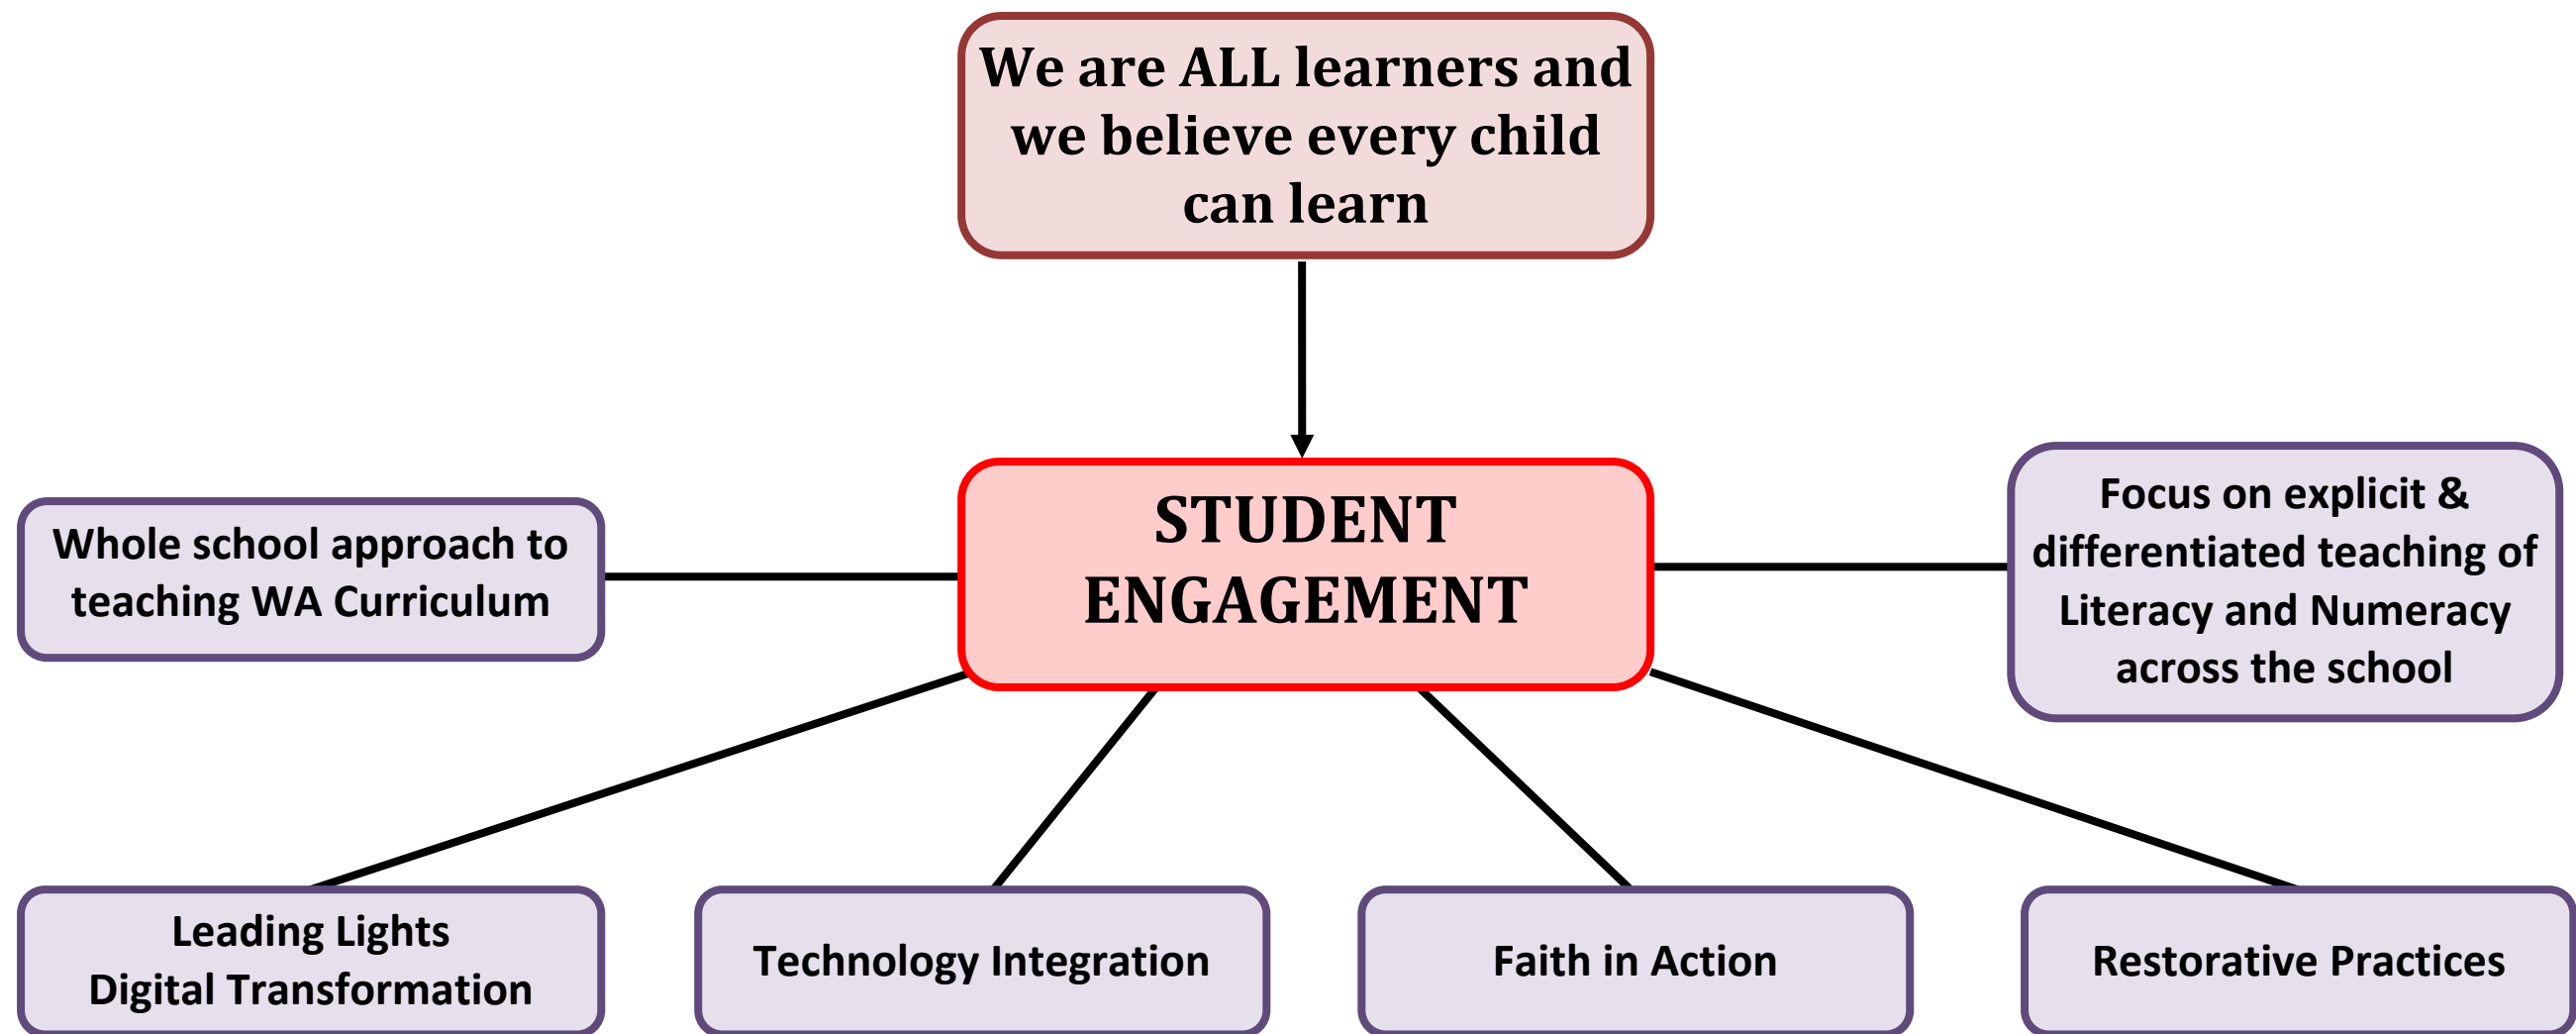 We are ALL learners and
we believe every child
can learn
STUDENT
ENGAGEMENT
Whole school approach to
teaching WA Curriculum
Focus on explicit &
differentiated teaching of
Literacy and Numeracy
across the school
Leading Lights
Digital Transformation
Technology Integration
Faith in Action
Restorative Practices